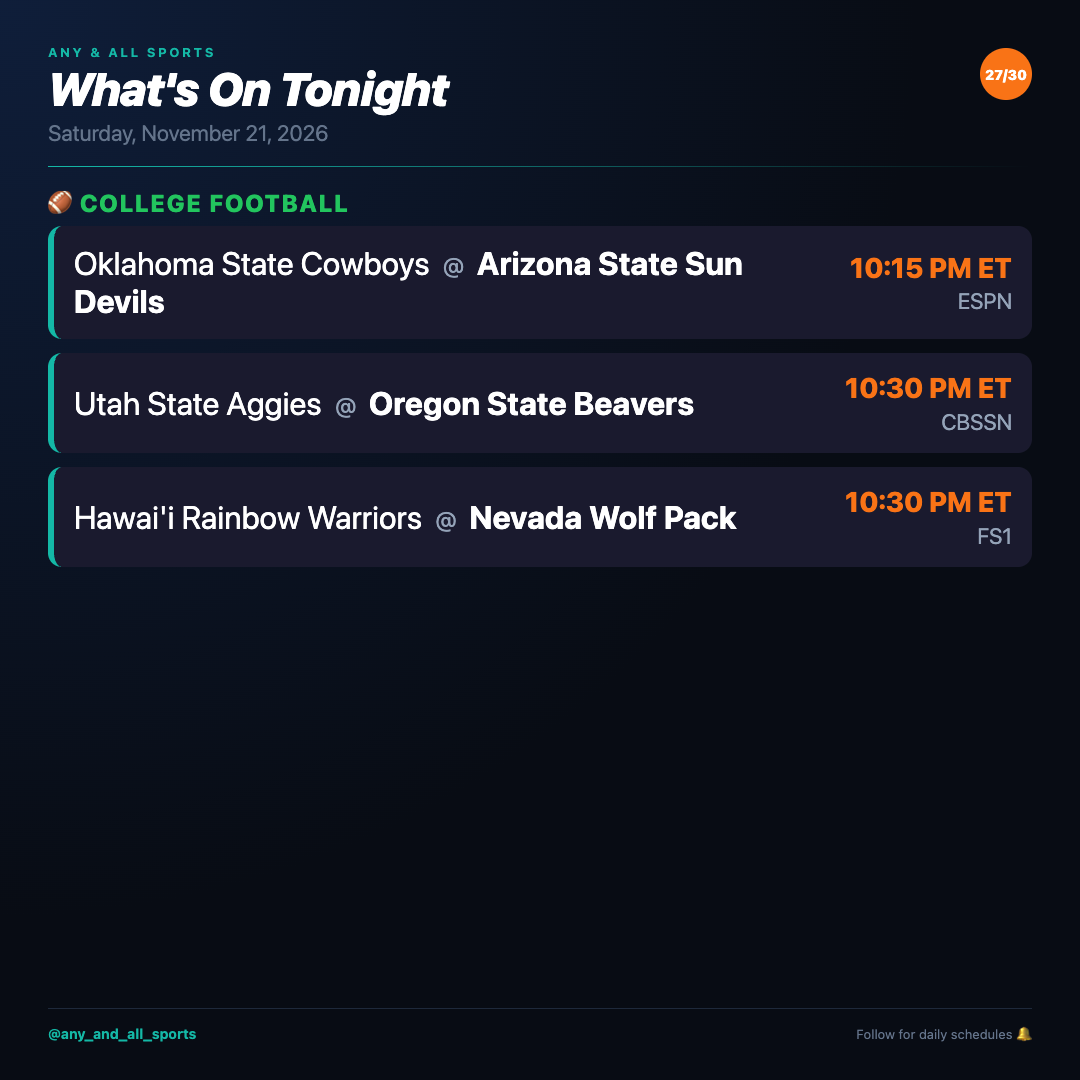 ANY & ALL SPORTS
What's On Tonight
27/30
Saturday, November 21, 2026
🏈 COLLEGE FOOTBALL
Oklahoma State Cowboys @ Arizona State Sun
Devils
10:15 PM ET
ESPN
Utah State Aggies @ Oregon State Beavers
10:30 PM ET
CBSSN
Hawai'i Rainbow Warriors @ Nevada Wolf Pack
10:30 PM ET
FS1
@any_and_all_sports
Follow for daily schedules 🔔